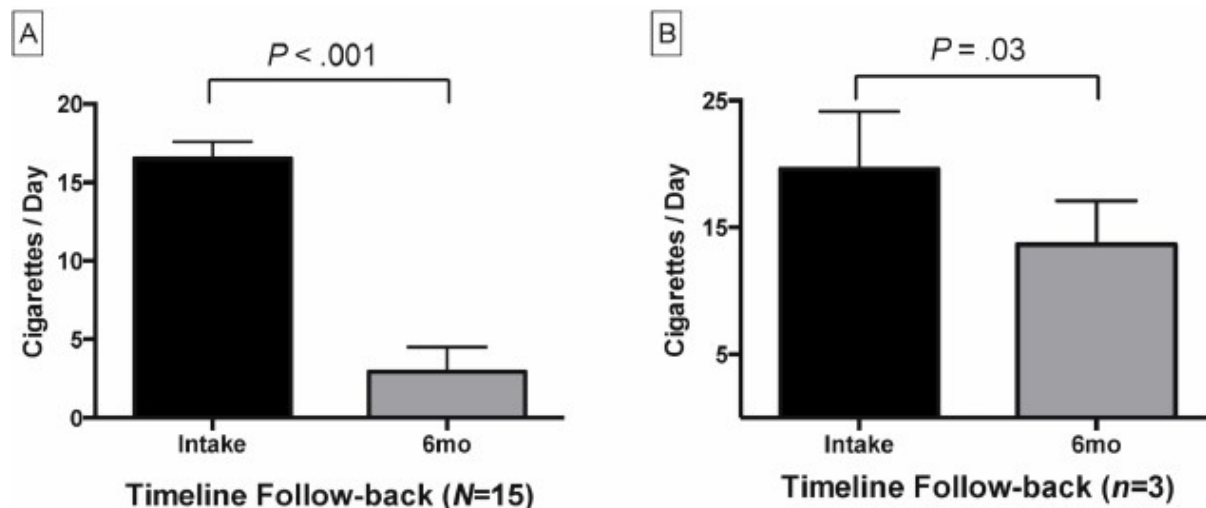 A
P < .001
20
15
10
5
0
Cigarettes / Day
Intake 6mo
Timeline Follow-back (N=15)
B
P = .03
25
15
5
Cigarettes / Day
Intake 6mo
Timeline Follow-back (n=3)